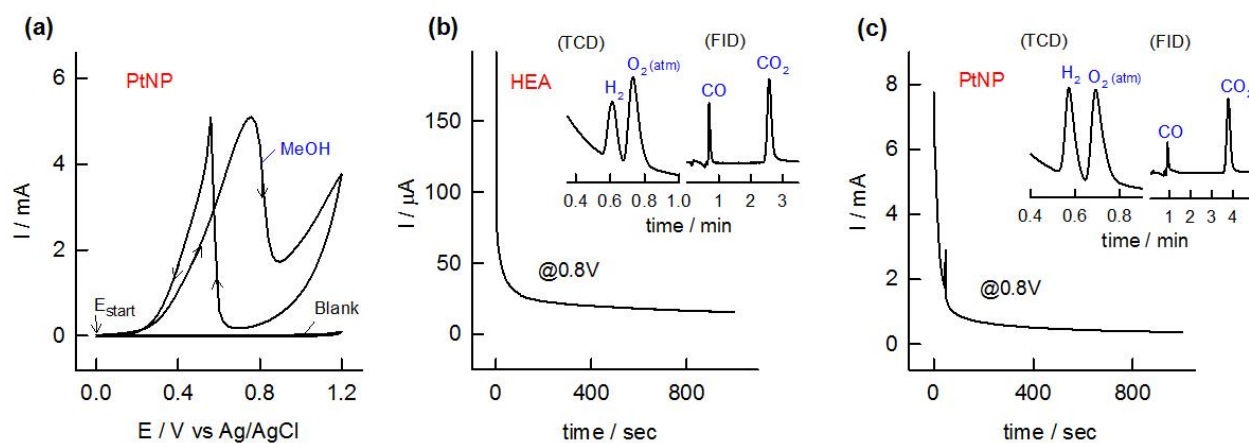 (a)
PtNP
MeOH
Blank
E_start
I / mA
6
4
2
0
0.0 0.4 0.8 1.2
E / V vs Ag/AgCl
(b)
HEA
(TCD)
H₂
O₂ (atm)
0.4 0.6 0.7 0.8 1.0
(FID)
CO
CO₂
1 2 3
time / min
@0.8V
I / µA
150
100
50
0
0 400 800
time / sec
(c)
PtNP
(TCD)
H₂
O₂ (atm)
0.4 0.6 0.8
(FID)
CO
CO₂
1 2 3 4
time / min
@0.8V
I / mA
8
6
4
2
0
0 400 800
time / sec